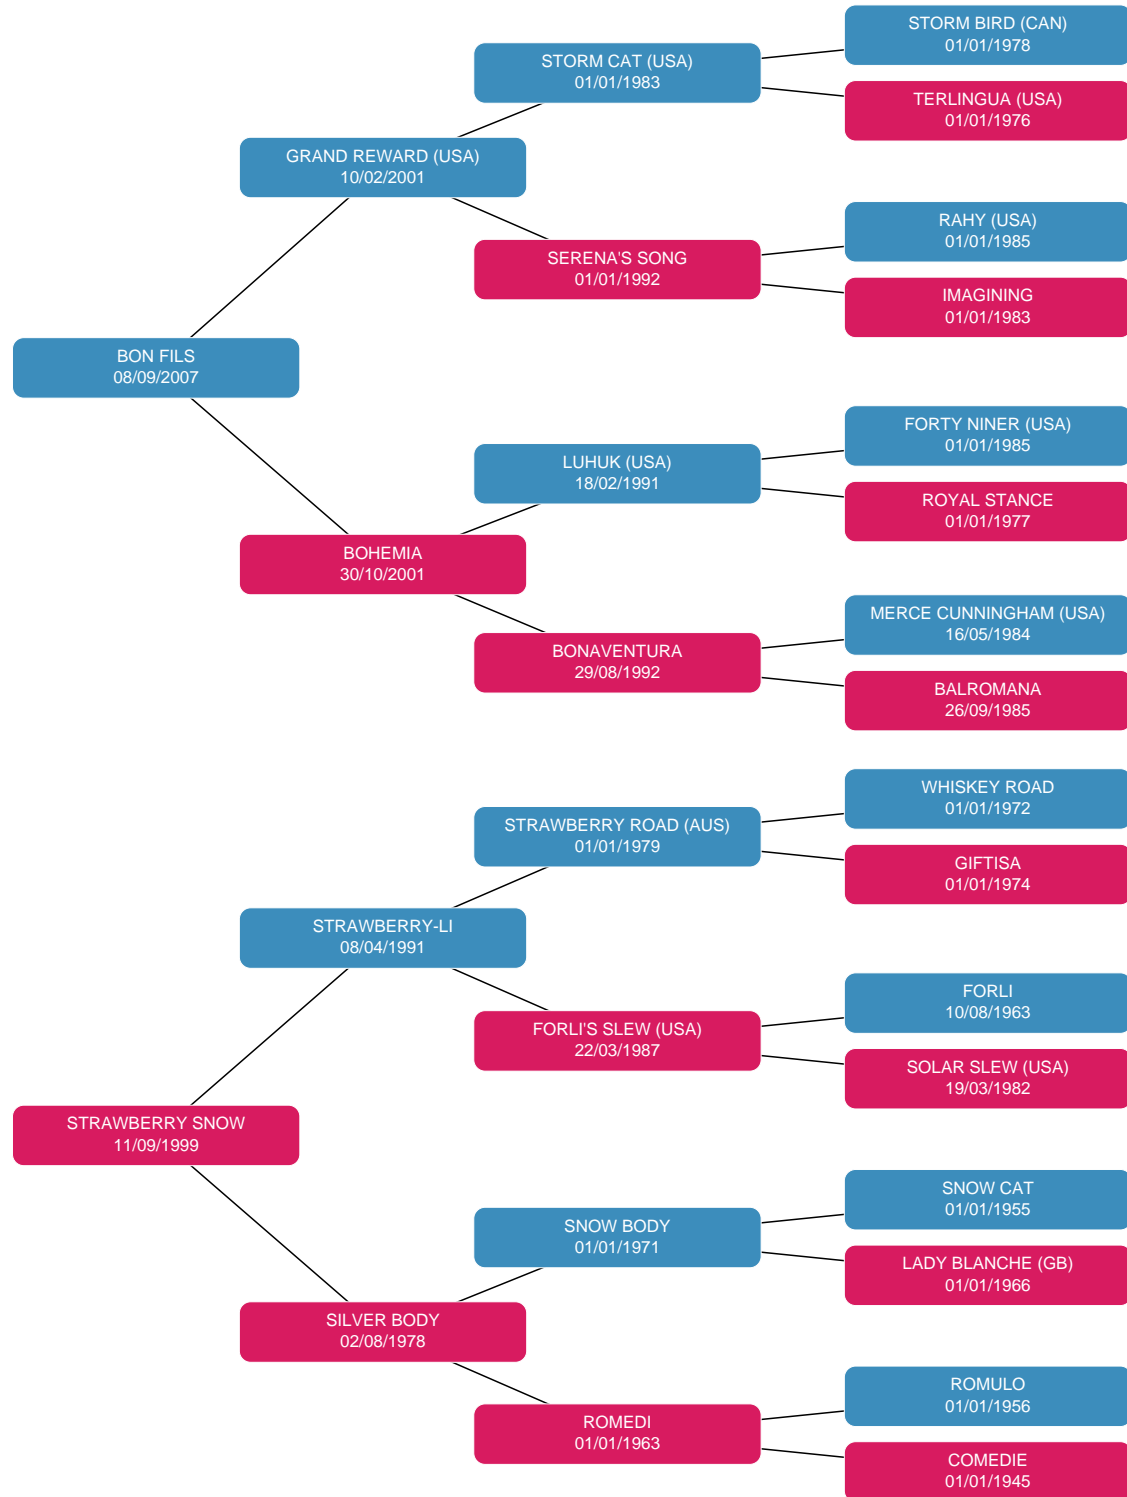 STORM BIRD (CAN)
01/01/1978
STORM CAT (USA)
01/01/1983
TERLINGUA (USA)
01/01/1976
GRAND REWARD (USA)
10/02/2001
RAHY (USA)
01/01/1985
SERENA'S SONG
01/01/1992
IMAGINING
01/01/1983
BON FILS
08/09/2007
FORTY NINER (USA)
01/01/1985
LUHUK (USA)
18/02/1991
ROYAL STANCE
01/01/1977
BOHEMIA
30/10/2001
MERCE CUNNINGHAM (USA)
16/05/1984
BONAVENTURA
29/08/1992
BALROMANA
26/09/1985
WHISKEY ROAD
01/01/1972
STRAWBERRY ROAD (AUS)
01/01/1979
GIFTISA
01/01/1974
STRAWBERRY-LI
08/04/1991
FORLI
10/08/1963
FORLI'S SLEW (USA)
22/03/1987
SOLAR SLEW (USA)
19/03/1982
STRAWBERRY SNOW
11/09/1999
SNOW CAT
01/01/1955
SNOW BODY
01/01/1971
LADY BLANCHE (GB)
01/01/1966
SILVER BODY
02/08/1978
ROMULO
01/01/1956
ROMEDI
01/01/1963
COMEDIE
01/01/1945